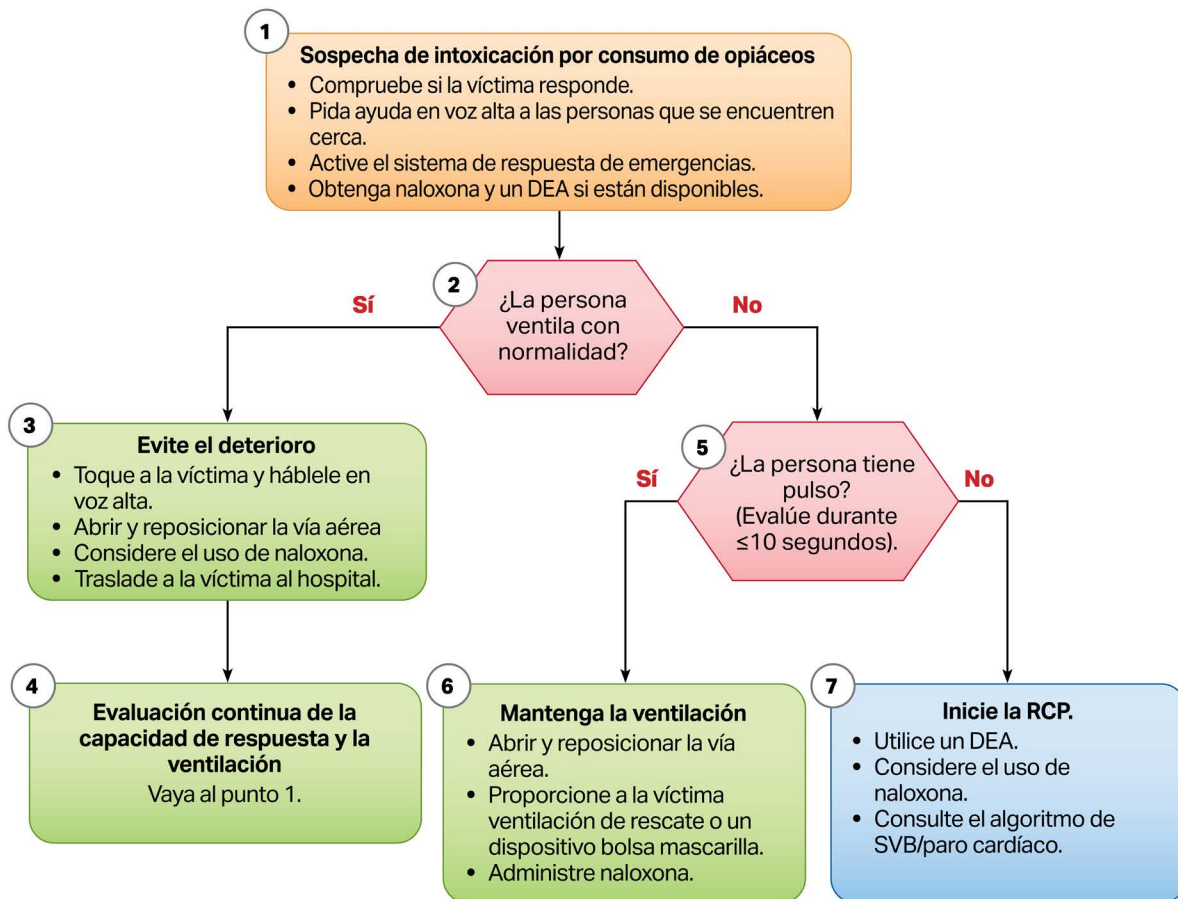 1
Sospecha de intoxicación por consumo de opiáceos
• Compruebe si la víctima responde.
• Pida ayuda en voz alta a las personas que se encuentren
cerca.
• Active el sistema de respuesta de emergencias.
• Obtenga naloxona y un DEA si están disponibles.
2
¿La persona
ventila con
normalidad?
Sí
No
3
Evite el deterioro
• Toque a la víctima y háblele en
voz alta.
• Abrir y reposicionar la vía aérea
• Considere el uso de naloxona.
• Traslade a la víctima al hospital.
4
Evaluación continua de la
capacidad de respuesta y la
ventilación
Vaya al punto 1.
5
¿La persona tiene
pulso?
(Evalúe durante
≤10 segundos).
Sí
No
6
Mantenga la ventilación
• Abrir y reposicionar la vía
aérea.
• Proporcione a la víctima
ventilación de rescate o un
dispositivo bolsa mascarilla.
• Administre naloxona.
7
Inicie la RCP.
• Utilice un DEA.
• Considere el uso de
naloxona.
• Consulte el algoritmo de
SVB/paro cardíaco.